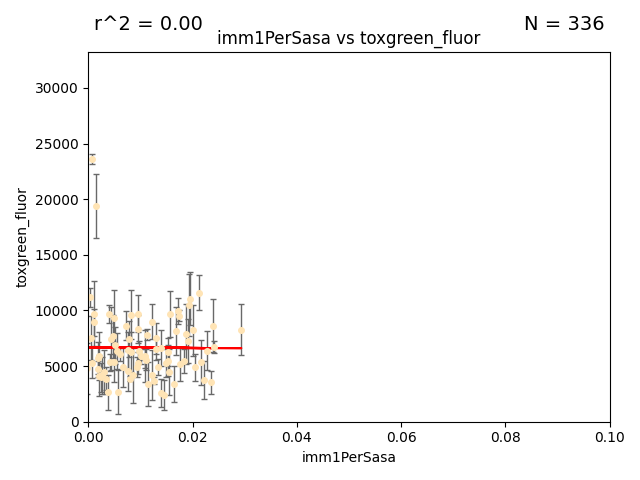 r^2 = 0.00
N = 336
imm1PerSasa vs toxgreen_fluor
30000
25000
20000
15000
10000
5000
0
toxgreen_fluor
0.00 0.02 0.04 0.06 0.08 0.10
imm1PerSasa